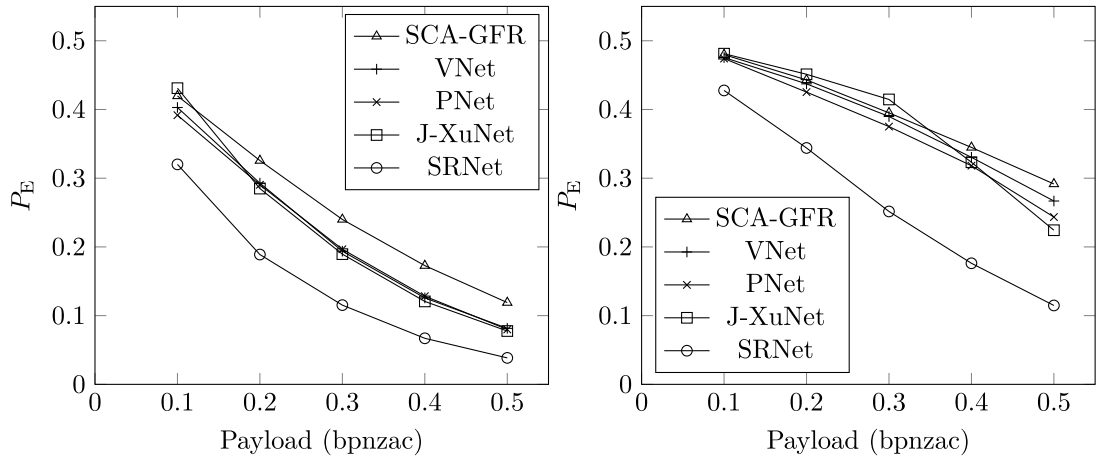 0.5
0.4
0.3
0.2
0.1
0
P_E
SCA-GFR
VNet
PNet
J-XuNet
SRNet
0 0.1 0.2 0.3 0.4 0.5
Payload (bpnzac)
0.5
0.4
0.3
0.2
0.1
0
P_E
SCA-GFR
VNet
PNet
J-XuNet
SRNet
0 0.1 0.2 0.3 0.4 0.5
Payload (bpnzac)